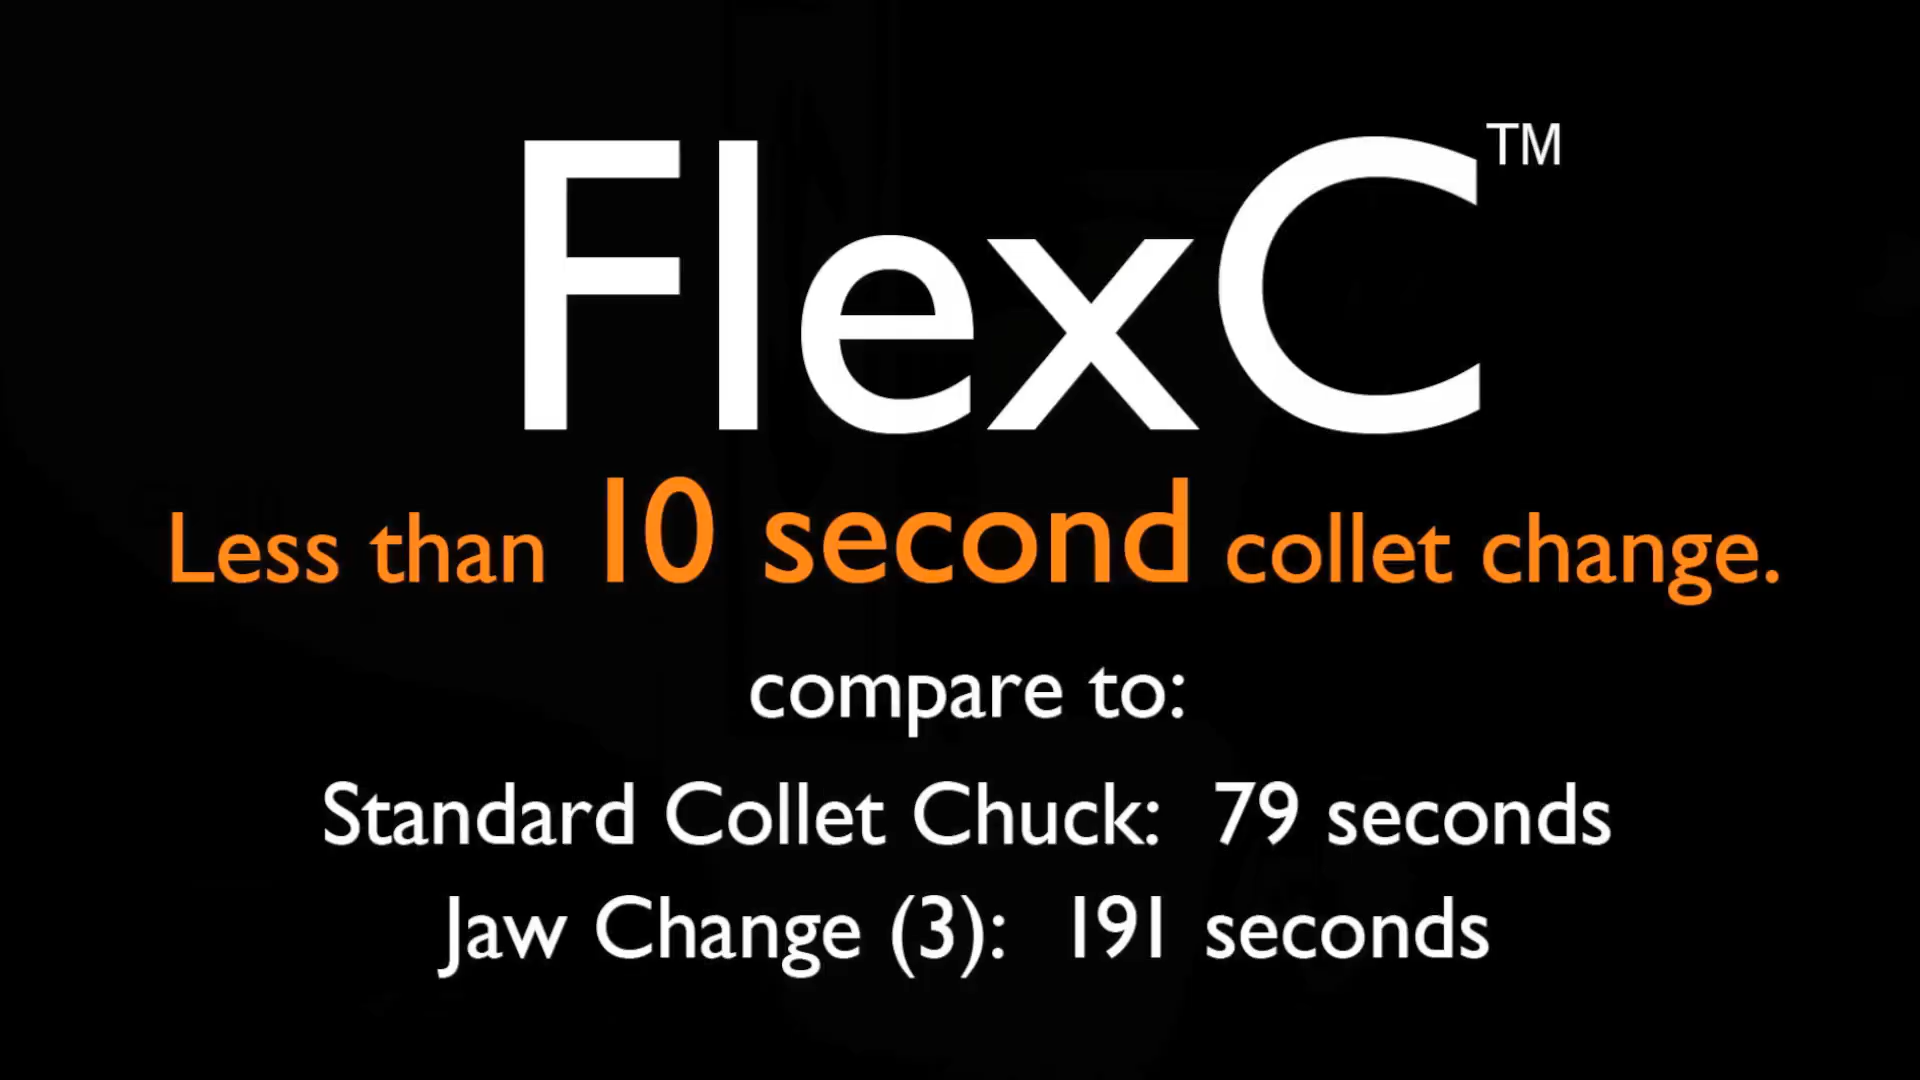 FlexC™
Less than 10 second collet change.
compare to:
Standard Collet Chuck: 79 seconds
Jaw Change (3): 191 seconds